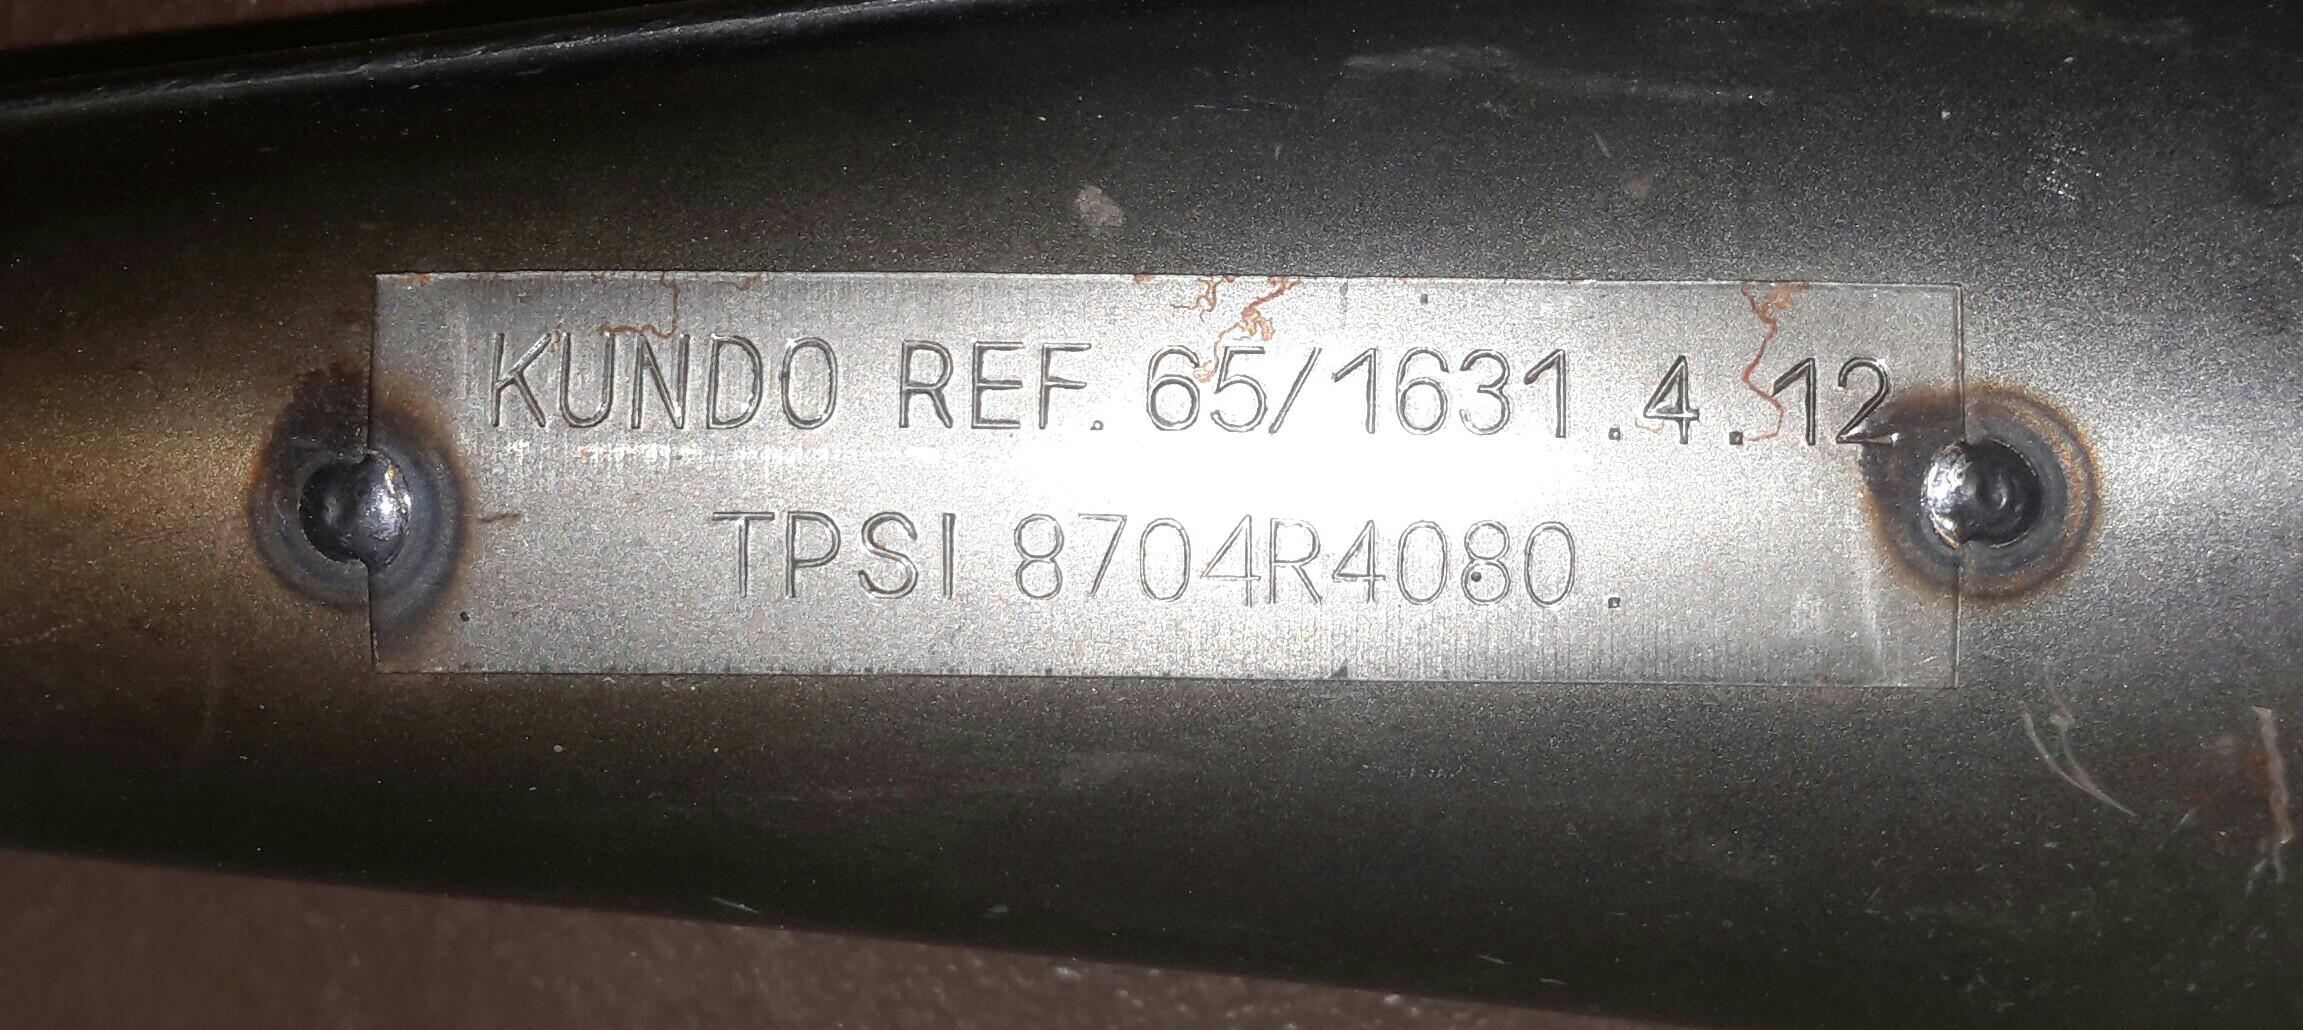 KUNDO REF. 65/1631.4.12
TPSI 8704R4080.